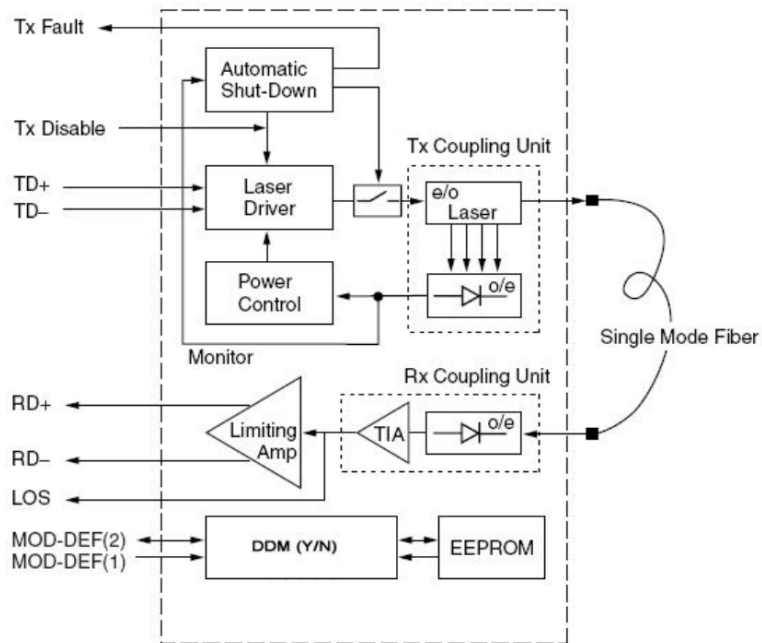 Tx Fault
Automatic
Shut-Down
Tx Disable
Tx Coupling Unit
TD+
TD–
Laser
Driver
e/o
Laser
Power
Control
o/e
Monitor
Single Mode Fiber
Rx Coupling Unit
RD+
RD–
Limiting
Amp
TIA
o/e
LOS
MOD-DEF(2)
MOD-DEF(1)
DDM (Y/N)
EEPROM